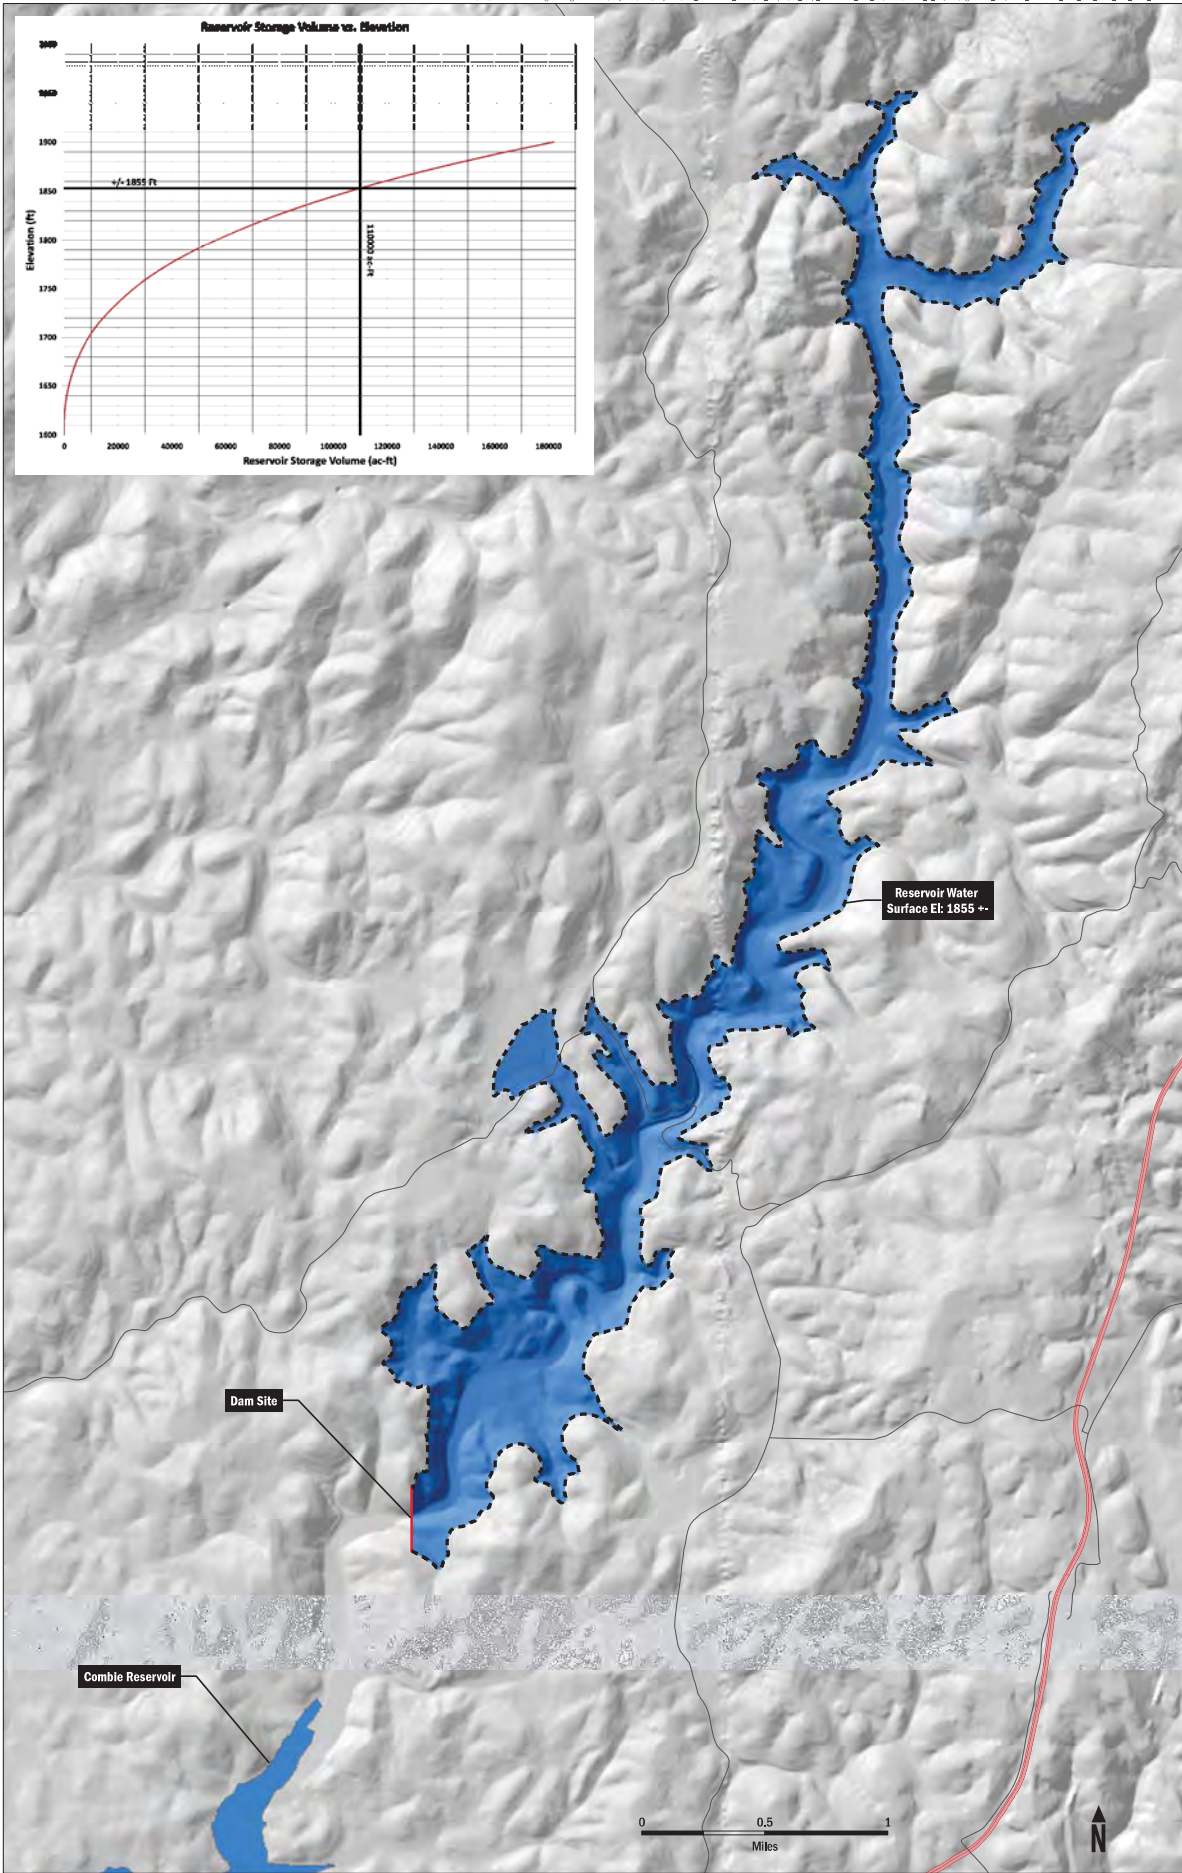 Reservoir Storage Volume vs. Elevation
1900
+/- 1855 Ft
1850
1800
1750
1700
1650
1600
Elevation (ft)
110000 ac-Ft
0 20000 40000 60000 80000 100000 120000 140000 160000 180000
Reservoir Storage Volume (ac-ft)
Reservoir Water
Surface El: 1855 +-
Dam Site
Combie Reservoir
0 0.5 1
Miles
N